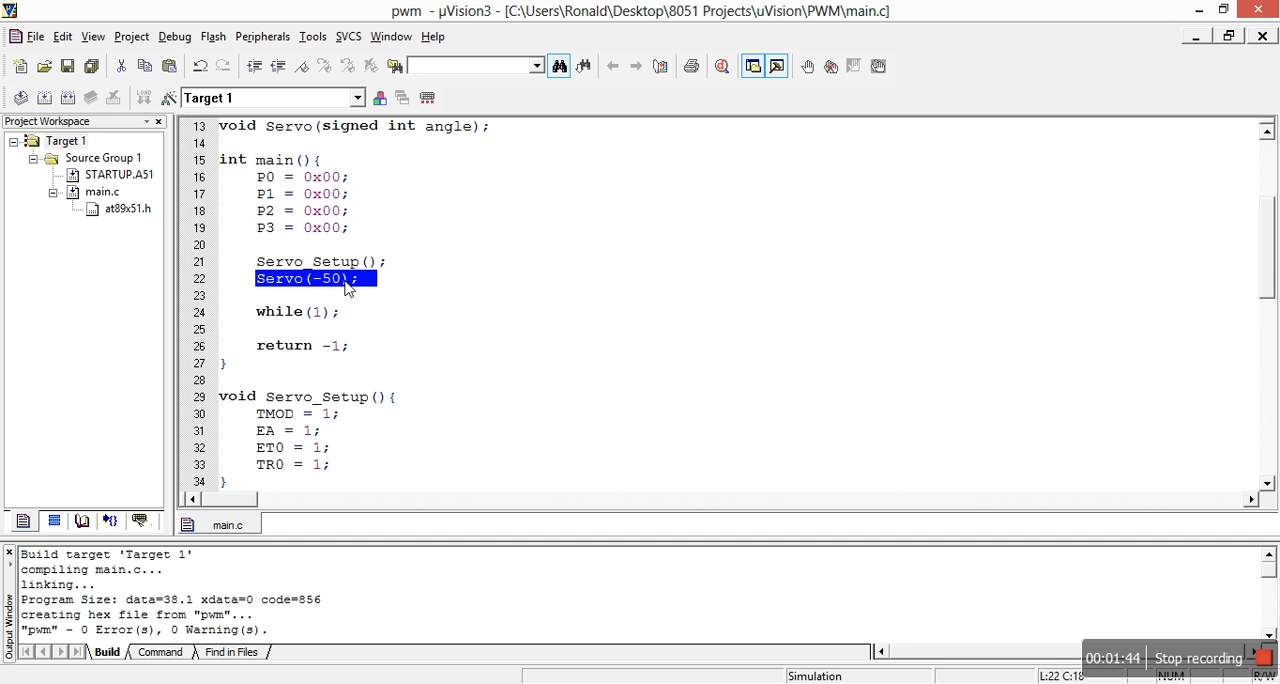 pwm - µVision3 - [C:\Users\Ronald\Desktop\8051 Projects\uVision\PWM\main.c]
File Edit View Project Debug Flash Peripherals Tools SVCS Window Help
LOAD Target 1
Project Workspace
Target 1
Source Group 1
STARTUP.A51
main.c
at89x51.h
13 void Servo(signed int angle);
14
15 int main(){
16 P0 = 0x00;
17 P1 = 0x00;
18 P2 = 0x00;
19 P3 = 0x00;
20
21 Servo_Setup();
22 Servo(-50);
23
24 while(1);
25
26 return -1;
27 }
28
29 void Servo_Setup(){
30 TMOD = 1;
31 EA = 1;
32 ET0 = 1;
33 TR0 = 1;
34 }
main.c
Output Window
Build target 'Target 1'
compiling main.c...
linking...
Program Size: data=38.1 xdata=0 code=856
creating hex file from "pwm"...
"pwm" - 0 Error(s), 0 Warning(s).
Build Command Find in Files
00:01:44 Stop recording
Simulation L:22 C:18 NUM R/W